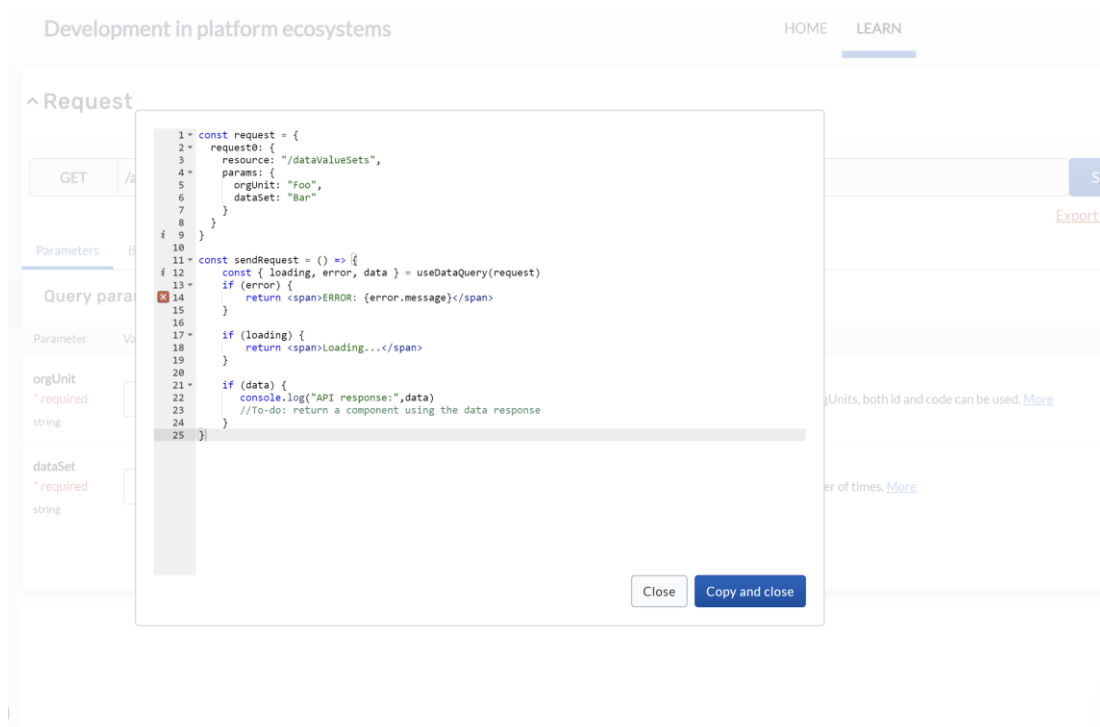 Development in platform ecosystems
HOME LEARN
Request
1 const request = {
2 request0: {
3 resource: "/dataValueSets",
4 params: {
5 orgUnit: "Foo",
6 dataSet: "Bar"
7 }
8 }
i 9 }
10
11 const sendRequest = () => {
i 12 const { loading, error, data } = useDataQuery(request)
13 if (error) {
14 return <span>ERROR: {error.message}</span>
15 }
16
17 if (loading) {
18 return <span>Loading...</span>
19 }
20
21 if (data) {
22 console.log("API response:",data)
23 //To-do: return a component using the data response
24 }
25 }
GET /a
S
Export
Parameters B
Query para
Parameter Va
orgUnit
* required
string
gUnits, both id and code can be used. More
dataSet
* required
string
er of times. More
Close Copy and close